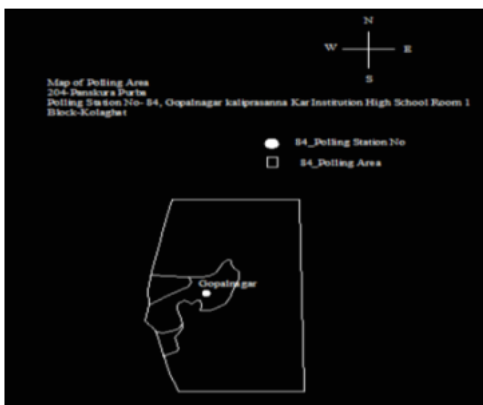 N
W E
S
Map of Polling Area
204-Panskura Purba
Polling Station No- 84, Gopalnagar kaliprasanna Kar Institution High School Room 1
Block-Kolaghat
84_Polling Station No
84_Polling Area
Gopalnagar